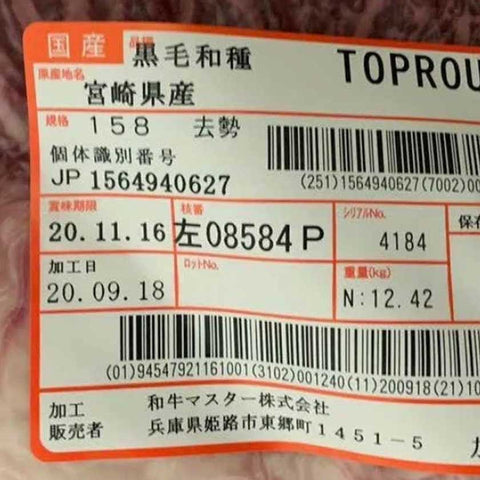 国産 品種 黒毛和種 TOPROU
原産地名 宮崎県産
規格 158 去勢
個体識別番号
JP 1564940627
(251)1564940627(7002)00
賞味期限 20.11.16
枝番 左08584P
シリアルNo. 4184
保存
加工日 20.09.18
ロットNo.
重量(kg) N:12.42
(01)94547921161001(3102)001240(11)200918(21)10
加工 和牛マスター株式会社
販売者 兵庫県姫路市東郷町1451-5